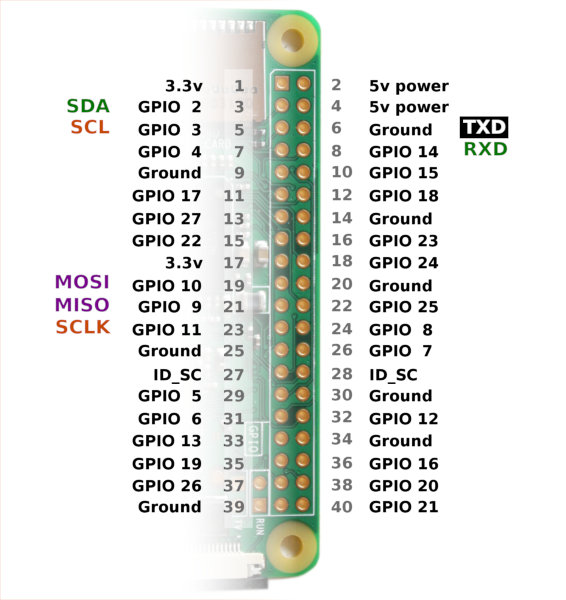 3.3v 1 2 5v power
SDA GPIO 2 3 4 5v power
SCL GPIO 3 5 6 Ground TXD
GPIO 4 7 8 GPIO 14 RXD
Ground 9 10 GPIO 15
GPIO 17 11 12 GPIO 18
GPIO 27 13 14 Ground
GPIO 22 15 16 GPIO 23
3.3v 17 18 GPIO 24
MOSI GPIO 10 19 20 Ground
MISO GPIO 9 21 22 GPIO 25
SCLK GPIO 11 23 24 GPIO 8
Ground 25 26 GPIO 7
ID_SC 27 28 ID_SC
GPIO 5 29 30 Ground
GPIO 6 31 32 GPIO 12
GPIO 13 33 34 Ground
GPIO 19 35 36 GPIO 16
GPIO 26 37 38 GPIO 20
Ground 39 40 GPIO 21
GPIO
RUN